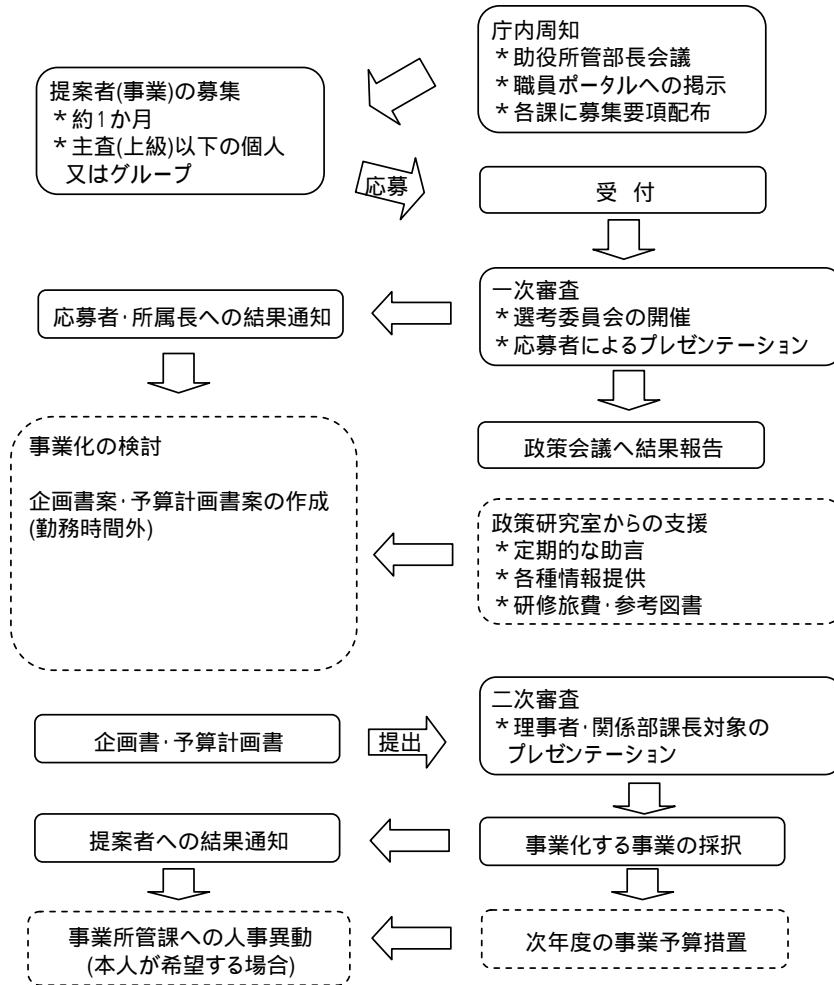 庁内周知
＊助役所管部長会議
＊職員ポータルへの掲示
＊各課に募集要項配布
提案者(事業)の募集
＊約1か月
＊主査(上級)以下の個人
又はグループ
応募
受 付
一次審査
＊選考委員会の開催
＊応募者によるプレゼンテーション
応募者･所属長への結果通知
政策会議へ結果報告
事業化の検討
企画書案･予算計画書案の作成
(勤務時間外)
政策研究室からの支援
＊定期的な助言
＊各種情報提供
＊研修旅費･参考図書
企画書･予算計画書
提出
二次審査
＊理事者･関係部課長対象の
プレゼンテーション
提案者への結果通知
事業化する事業の採択
事業所管課への人事異動
(本人が希望する場合)
次年度の事業予算措置